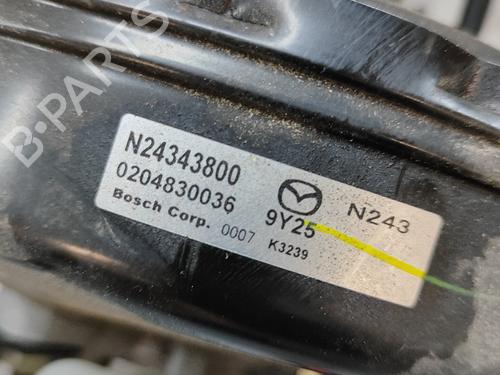 B-PARTS
N24343800
0204830036
Bosch Corp. 0007
N243
9Y25
K3239